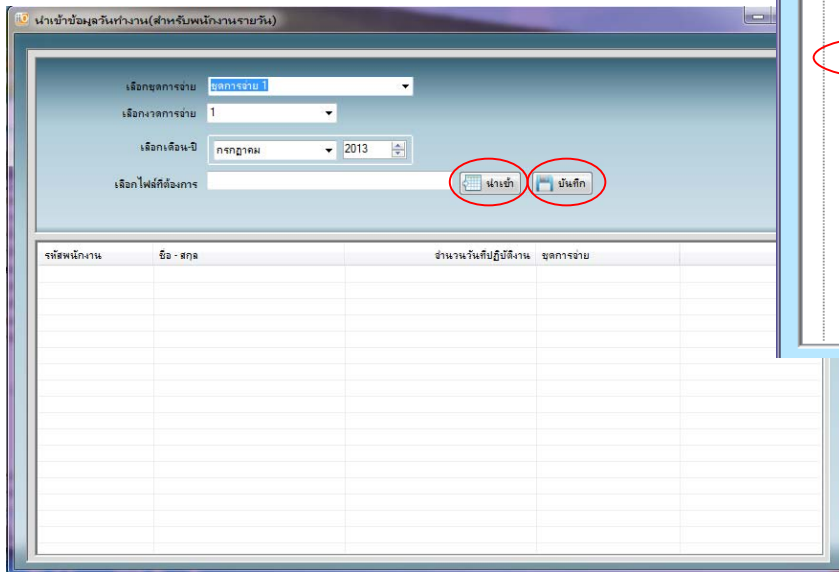 นำเข้าข้อมูลวันทำงาน(สำหรับพนักงานรายวัน)
เลือกชุดการจ่าย ชุดการจ่าย 1
เลือกงวดการจ่าย 1
เลือกเดือน-ปี กรกฎาคม 2013
เลือกไฟล์ที่ต้องการ นำเข้า บันทึก
รหัสพนักงาน ชื่อ - สกุล จำนวนวันที่ปฏิบัติงาน ชุดการจ่าย